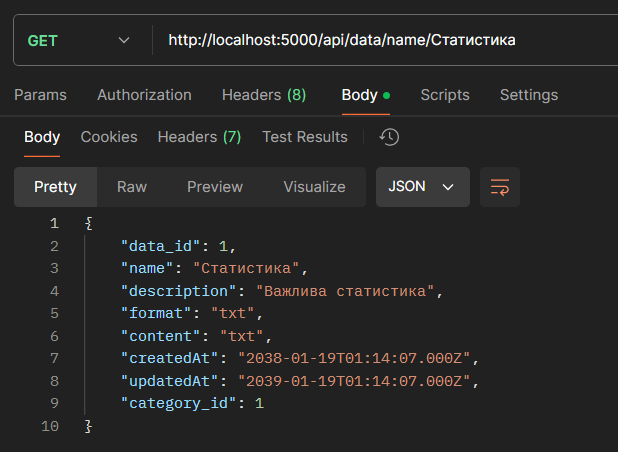 GET http://localhost:5000/api/data/name/Статистика
Params Authorization Headers (8) Body Scripts Settings
Body Cookies Headers (7) Test Results
Pretty Raw Preview Visualize JSON
1 {
2 "data_id": 1,
3 "name": "Статистика",
4 "description": "Важлива статистика",
5 "format": "txt",
6 "content": "txt",
7 "createdAt": "2038-01-19T01:14:07.000Z",
8 "updatedAt": "2039-01-19T01:14:07.000Z",
9 "category_id": 1
10 }